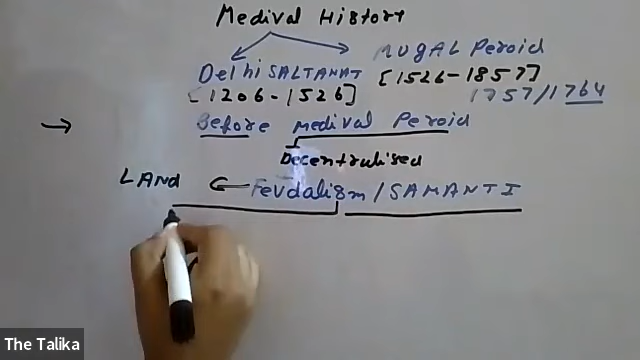 Medival History
MUGAL Peroid
Delhi SALTANAT [1526-1857]
[1206-1526] 1757/1764
→ Before medival Peroid
Decentralised
LAND ← Feudalism/SAMANTI
The Talika